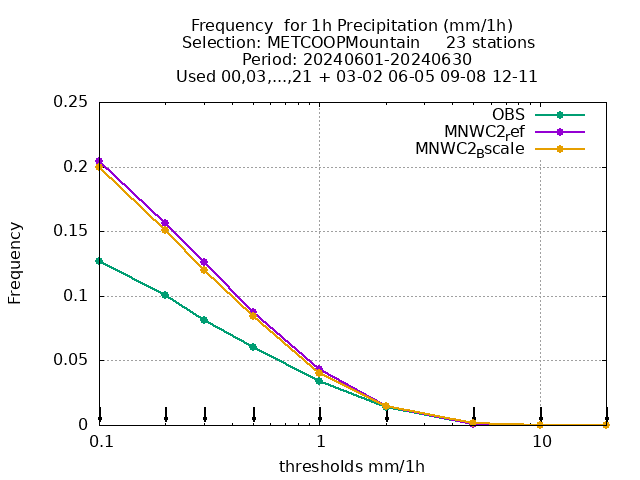 Frequency  for 1h Precipitation (mm/1h)
Selection: METCOOPMountain     23 stations
Period: 20240601-20240630
Used 00,03,...,21 + 03-02 06-05 09-08 12-11
OBS
MNWC2ref
MNWC2Bscale
0.25
0.2
0.15
0.1
0.05
0
Frequency
0.1 1 10
thresholds mm/1h